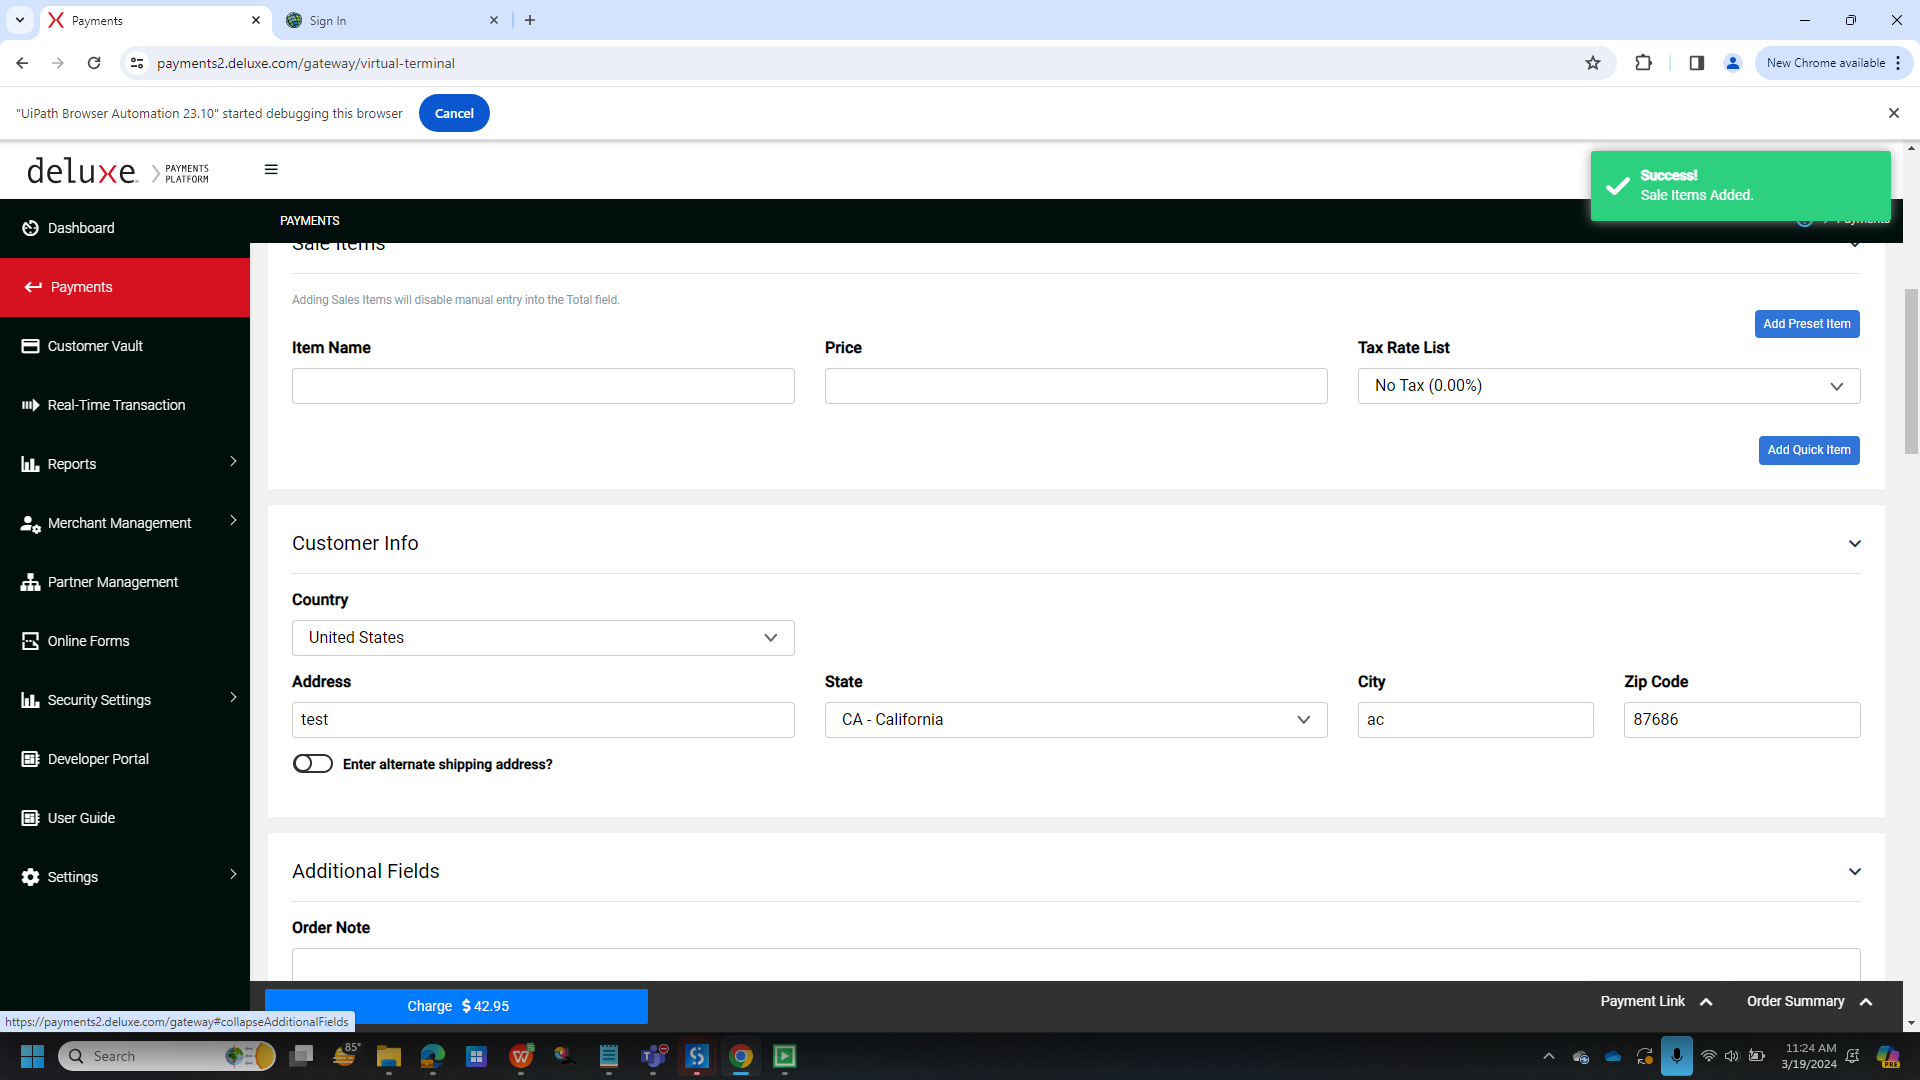 Payments
Sign In
payments2.deluxe.com/gateway/virtual-terminal
New Chrome available
"UiPath Browser Automation 23.10" started debugging this browser
Cancel
deluxe. PAYMENTS PLATFORM
Success!
Sale Items Added.
Dashboard
PAYMENTS
Payments
Payments
Sale Items
Adding Sales Items will disable manual entry into the Total field.
Add Preset Item
Item Name
Price
Tax Rate List
No Tax (0.00%)
Add Quick Item
Customer Vault
Real-Time Transaction
Reports
Merchant Management
Partner Management
Online Forms
Security Settings
Developer Portal
User Guide
Settings
Customer Info
Country
United States
Address
State
City
Zip Code
test
CA - California
ac
87686
Enter alternate shipping address?
Additional Fields
Order Note
Charge $ 42.95
Payment Link
Order Summary
https://payments2.deluxe.com/gateway#collapseAdditionalFields
Search
85°
11:24 AM
3/19/2024
PRE